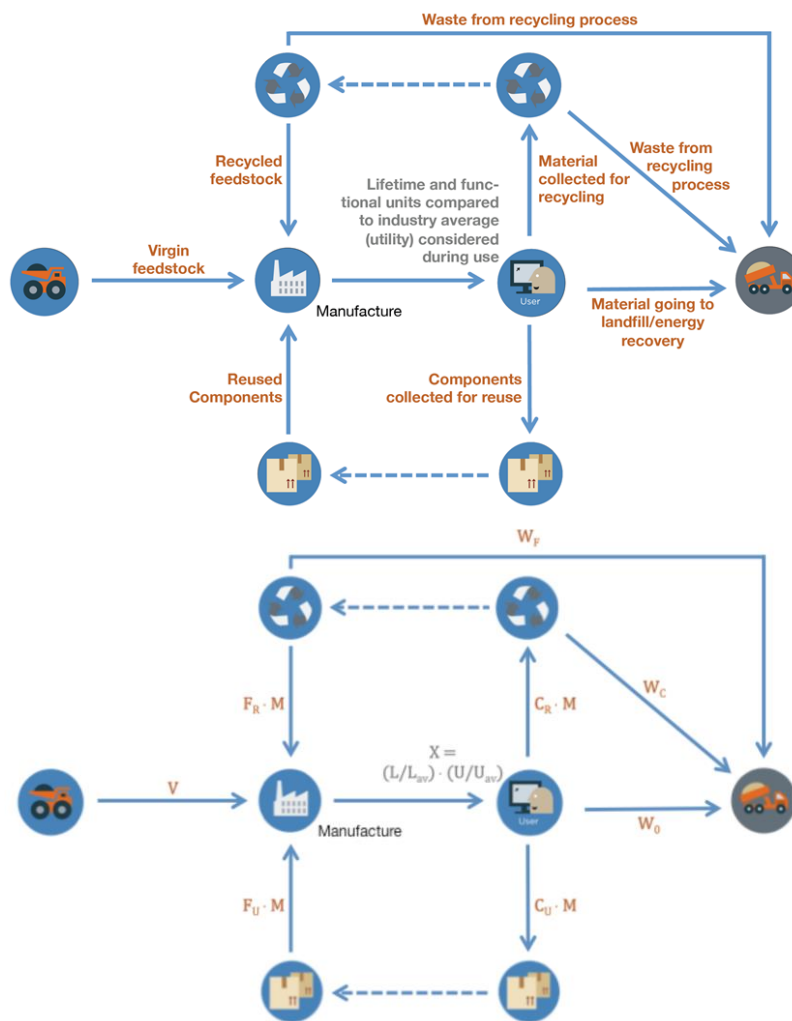 Waste from recycling process
Recycled
feedstock
Lifetime and func-
tional units compared
to industry average
(utility) considered
during use
Material
collected for
recycling
Waste from
recycling
process
Virgin
feedstock
Manufacture
User
Material going to
landfill/energy
recovery
Reused
Components
Components
collected for reuse
W_F
F_R · M
C_R · M
W_C
X =
(L/L_av) · (U/U_av)
V
Manufacture
User
W_0
F_U · M
C_U · M